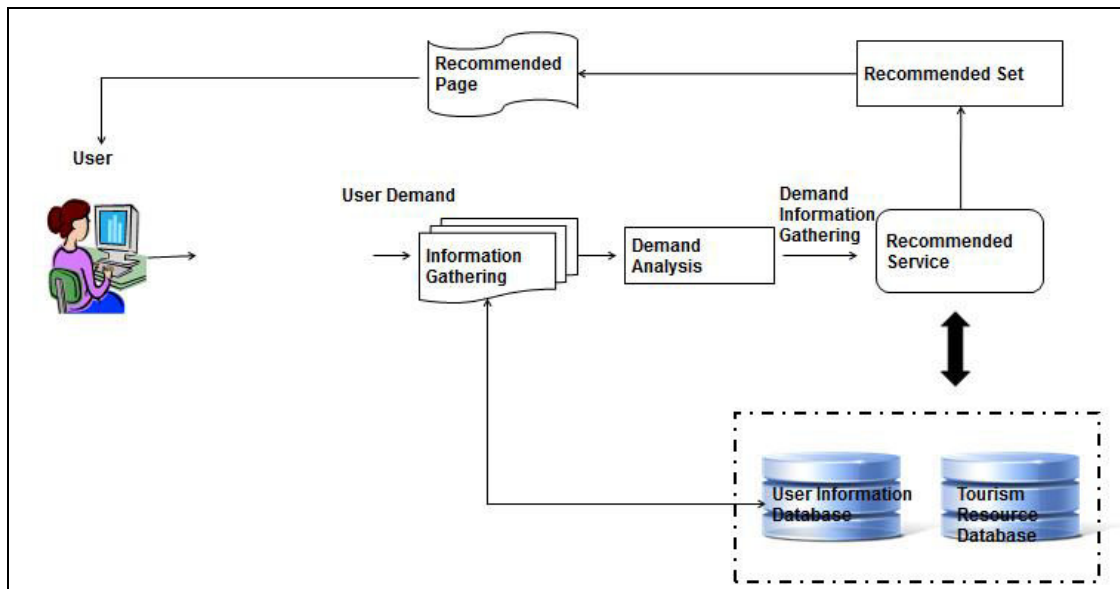 Recommended
Page
Recommended Set
User
User Demand
Information
Gathering
Demand
Analysis
Demand
Information
Gathering
Recommended
Service
User Information
Database
Tourism
Resource
Database